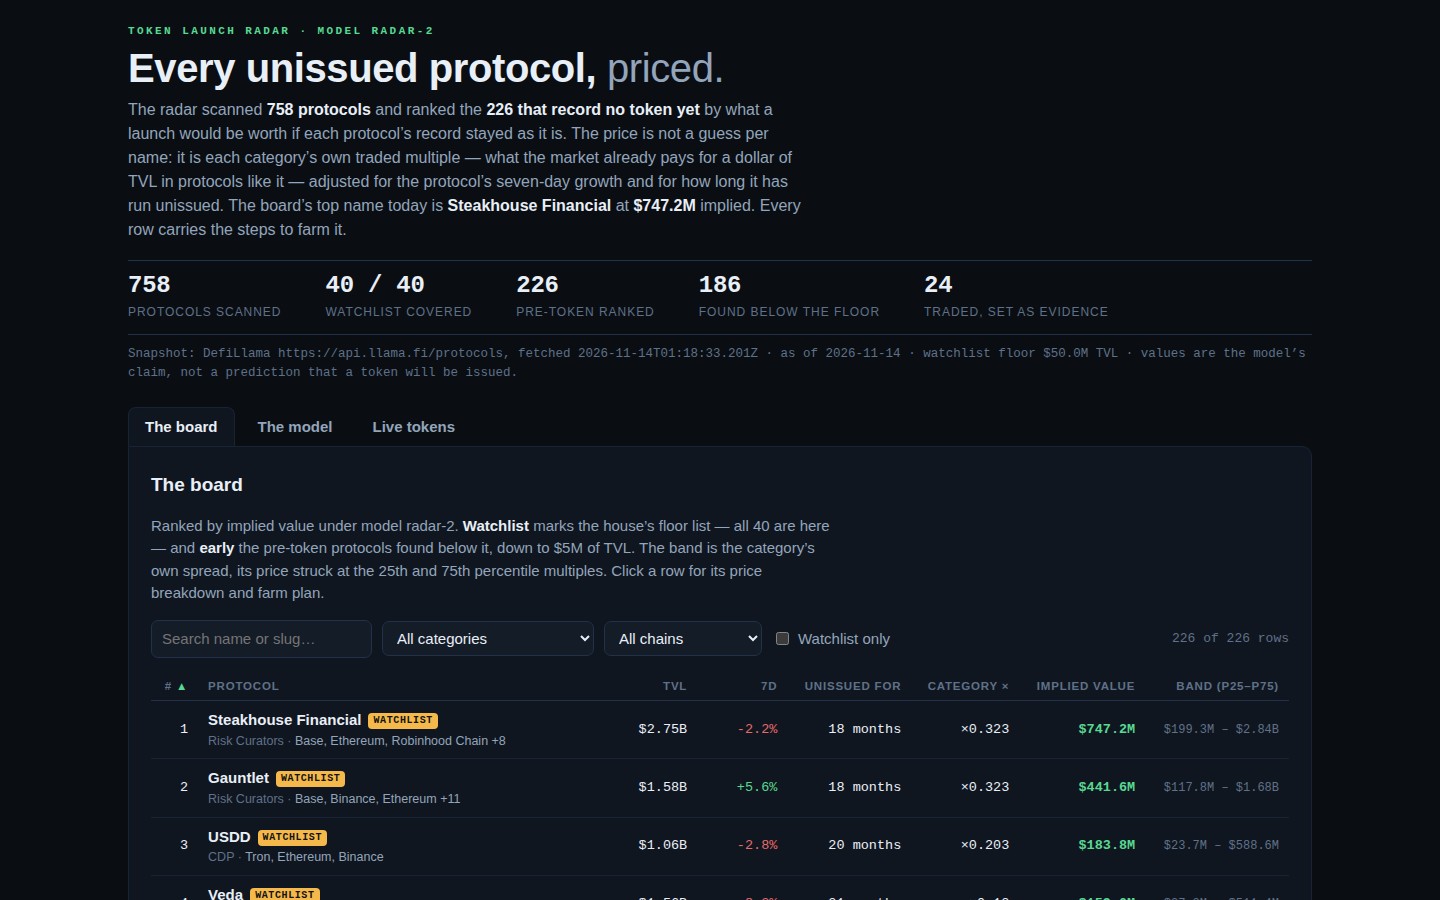 TOKEN LAUNCH RADAR · MODEL RADAR-2
Every unissued protocol, priced.
The radar scanned 758 protocols and ranked the 226 that record no token yet by what a
launch would be worth if each protocol’s record stayed as it is. The price is not a guess per
name: it is each category’s own traded multiple — what the market already pays for a dollar of
TVL in protocols like it — adjusted for the protocol’s seven-day growth and for how long it has
run unissued. The board’s top name today is Steakhouse Financial at $747.2M implied. Every
row carries the steps to farm it.
758 40 / 40 226 186 24
PROTOCOLS SCANNED WATCHLIST COVERED PRE-TOKEN RANKED FOUND BELOW THE FLOOR TRADED, SET AS EVIDENCE
Snapshot: DefiLlama https://api.llama.fi/protocols, fetched 2026-11-14T01:18:33.201Z · as of 2026-11-14 · watchlist floor $50.0M TVL · values are the model’s
claim, not a prediction that a token will be issued.
The board The model Live tokens
The board
Ranked by implied value under model radar-2. Watchlist marks the house’s floor list — all 40 are here
— and early the pre-token protocols found below it, down to $5M of TVL. The band is the category’s
own spread, its price struck at the 25th and 75th percentile multiples. Click a row for its price
breakdown and farm plan.
Search name or slug… All categories All chains Watchlist only 226 of 226 rows
# ▲ PROTOCOL TVL 7D UNISSUED FOR CATEGORY × IMPLIED VALUE BAND (P25–P75)
1 Steakhouse Financial WATCHLIST $2.75B -2.2% 18 months ×0.323 $747.2M $199.3M – $2.84B
Risk Curators · Base, Ethereum, Robinhood Chain +8
2 Gauntlet WATCHLIST $1.58B +5.6% 18 months ×0.323 $441.6M $117.8M – $1.68B
Risk Curators · Base, Binance, Ethereum +11
3 USDD WATCHLIST $1.06B -2.8% 20 months ×0.203 $183.8M $23.7M – $588.6M
CDP · Tron, Ethereum, Binance
Veda WATCHLIST